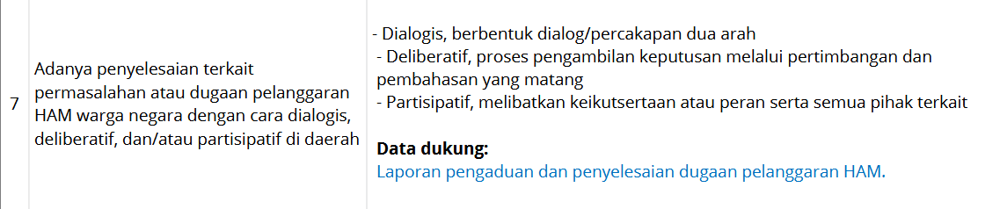 7
Adanya penyelesaian terkait
permasalahan atau dugaan pelanggaran
HAM warga negara dengan cara dialogis,
deliberatif, dan/atau partisipatif di daerah
- Dialogis, berbentuk dialog/percakapan dua arah
- Deliberatif, proses pengambilan keputusan melalui pertimbangan dan
pembahasan yang matang
- Partisipatif, melibatkan keikutsertaan atau peran serta semua pihak terkait
Data dukung:
Laporan pengaduan dan penyelesaian dugaan pelanggaran HAM.